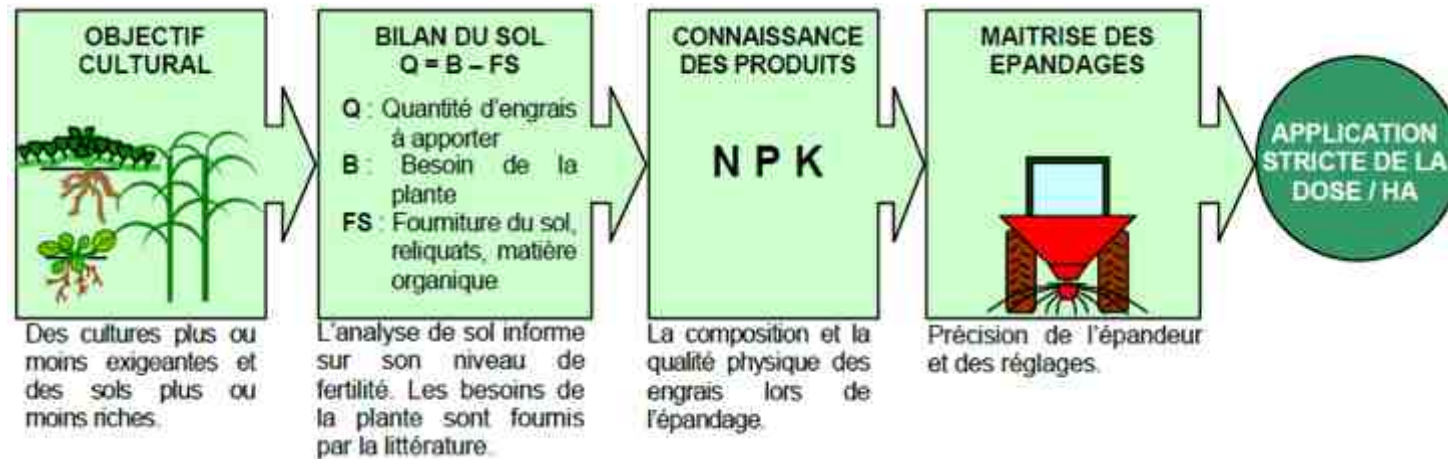 OBJECTIF
CULTURAL
Des cultures plus ou
moins exigeantes et
des sols plus ou
moins riches.
BILAN DU SOL
Q = B – FS
Q : Quantité d'engrais
à apporter
B : Besoin de la
plante
FS : Fourniture du sol,
reliquats, matière
organique
L'analyse de sol informe
sur son niveau de
fertilité. Les besoins de
la plante sont fournis
par la littérature.
CONNAISSANCE
DES PRODUITS
N P K
La composition et la
qualité physique des
engrais lors de
l'épandage.
MAITRISE DES
EPANDAGES
Précision de l'épandeur
et des réglages.
APPLICATION
STRICTE DE LA
DOSE / HA